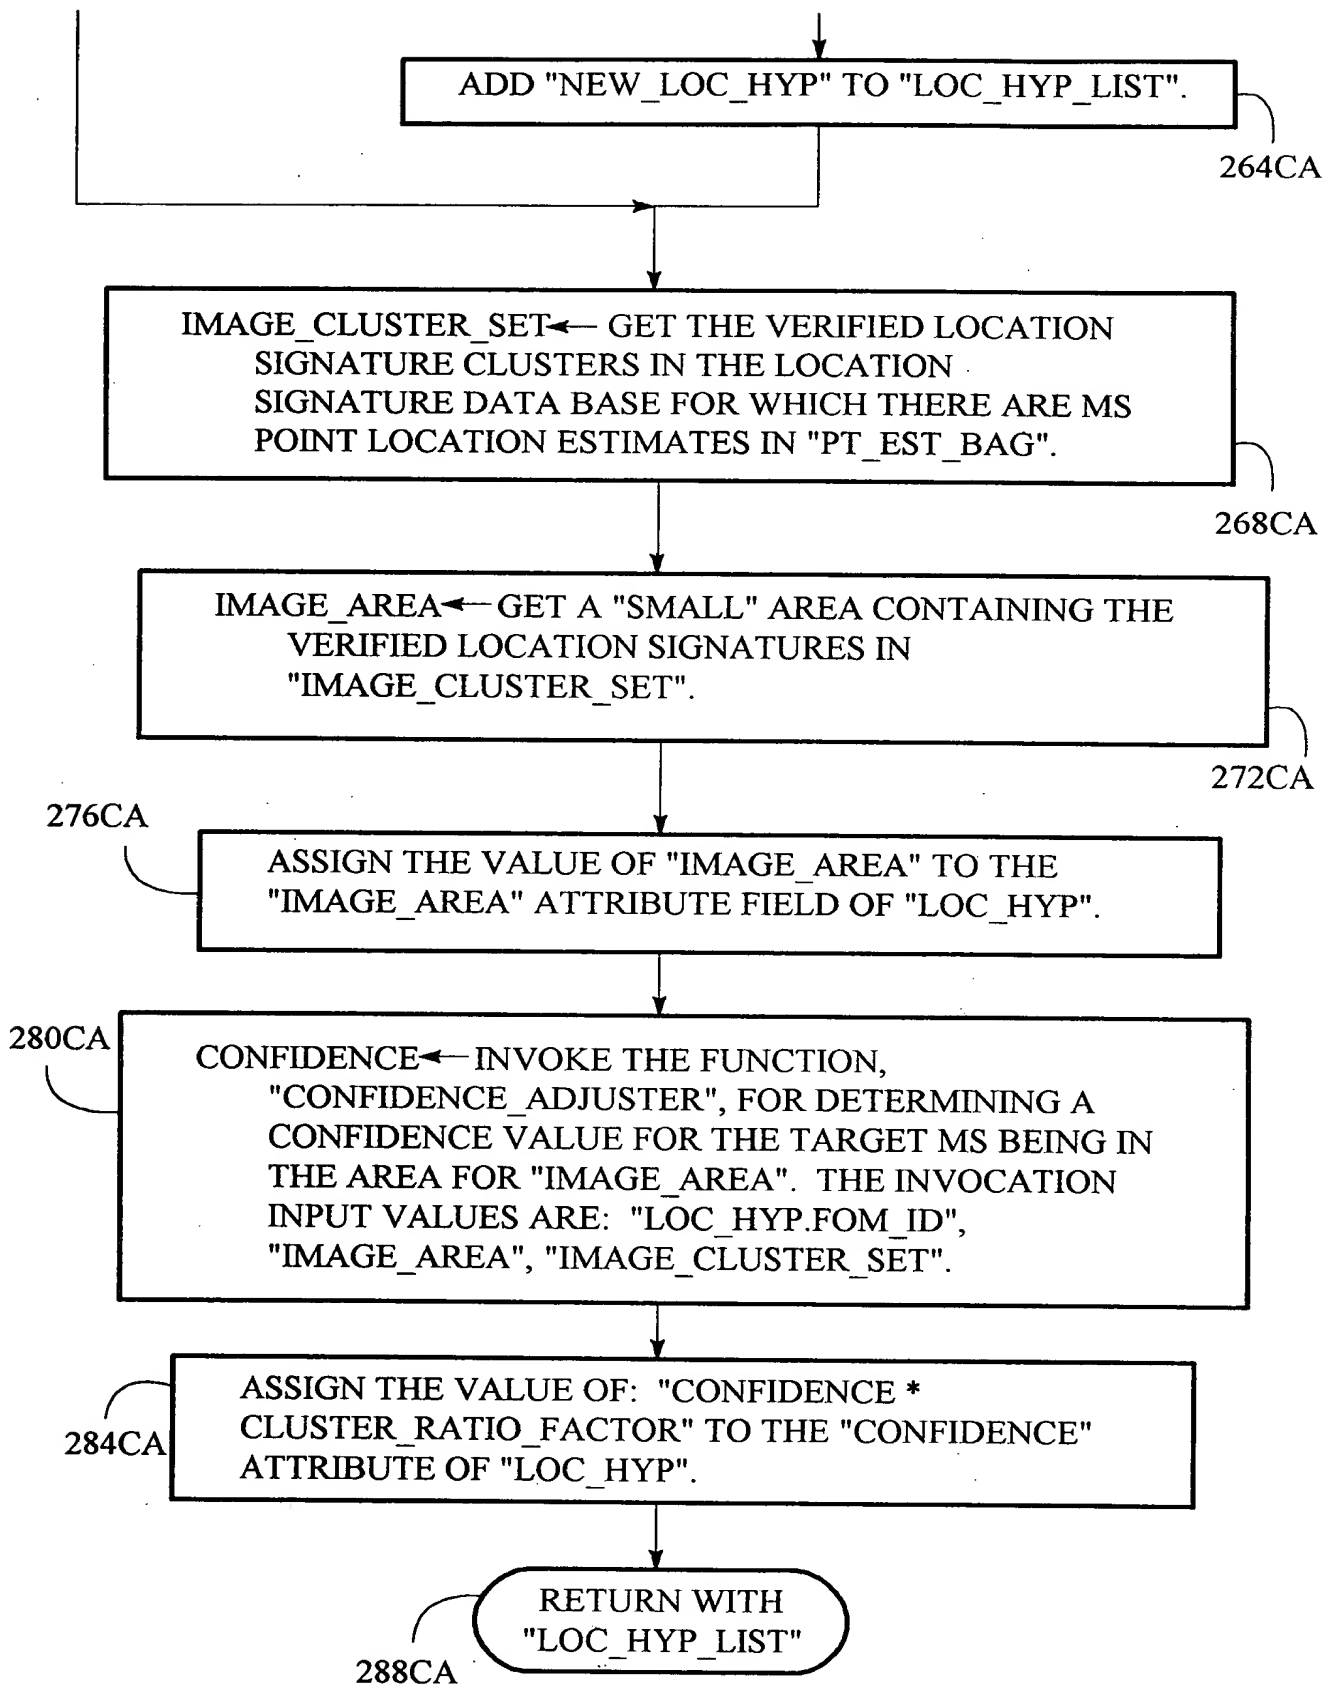 ADD "NEW_LOC_HYP" TO "LOC_HYP_LIST".
264CA
IMAGE_CLUSTER_SET← GET THE VERIFIED LOCATION
SIGNATURE CLUSTERS IN THE LOCATION
SIGNATURE DATA BASE FOR WHICH THERE ARE MS
POINT LOCATION ESTIMATES IN "PT_EST_BAG".
268CA
IMAGE_AREA← GET A "SMALL" AREA CONTAINING THE
VERIFIED LOCATION SIGNATURES IN
"IMAGE_CLUSTER_SET".
272CA
276CA
ASSIGN THE VALUE OF "IMAGE_AREA" TO THE
"IMAGE_AREA" ATTRIBUTE FIELD OF "LOC_HYP".
280CA
CONFIDENCE← INVOKE THE FUNCTION,
"CONFIDENCE_ADJUSTER", FOR DETERMINING A
CONFIDENCE VALUE FOR THE TARGET MS BEING IN
THE AREA FOR "IMAGE_AREA". THE INVOCATION
INPUT VALUES ARE: "LOC_HYP.FOM_ID",
"IMAGE_AREA", "IMAGE_CLUSTER_SET".
ASSIGN THE VALUE OF: "CONFIDENCE *
CLUSTER_RATIO_FACTOR" TO THE "CONFIDENCE"
ATTRIBUTE OF "LOC_HYP".
284CA
RETURN WITH
"LOC_HYP_LIST"
288CA